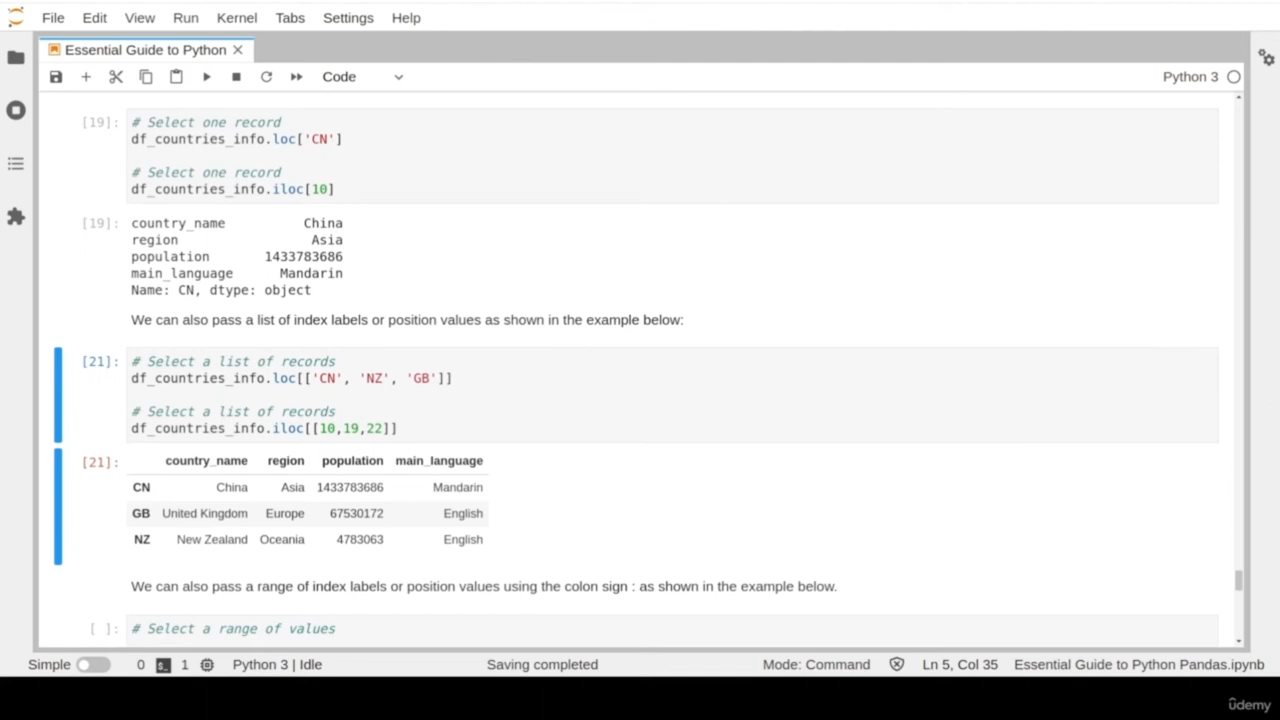 File Edit View Run Kernel Tabs Settings Help
Essential Guide to Python
Code
Python 3
[19]:
# Select one record
df_countries_info.loc['CN']
# Select one record
df_countries_info.iloc[10]
[19]:
country_name China
region Asia
population 1433783686
main_language Mandarin
Name: CN, dtype: object
We can also pass a list of index labels or position values as shown in the example below:
[21]:
# Select a list of records
df_countries_info.loc[['CN', 'NZ', 'GB']]
# Select a list of records
df_countries_info.iloc[[10,19,22]]
[21]:
country_name region population main_language
CN China Asia 1433783686 Mandarin
GB United Kingdom Europe 67530172 English
NZ New Zealand Oceania 4783063 English
We can also pass a range of index labels or position values using the colon sign : as shown in the example below.
[ ]:
# Select a range of values
Simple 0 1 Python 3 | Idle Saving completed Mode: Command Ln 5, Col 35 Essential Guide to Python Pandas.ipynb
ûdemy